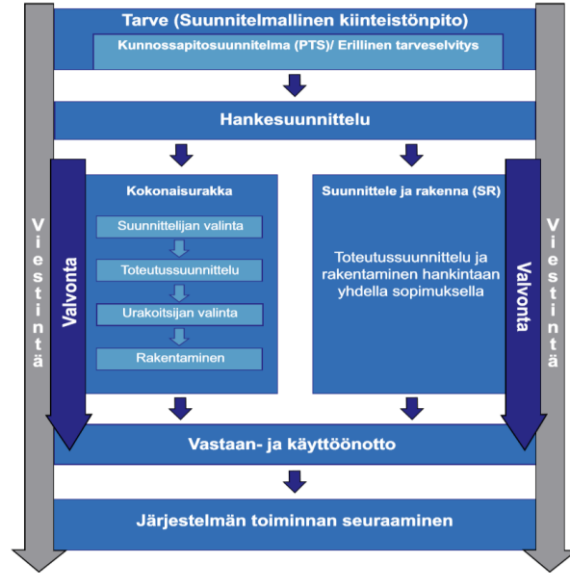 Tarve (Suunnitelmallinen kiinteistönpito)
Kunnossapitosuunnitelma (PTS)/ Erillinen tarveselvitys
Hankesuunnittelu
Kokonaisurakka
Suunnittelijan valinta
Toteutussuunnittelu
Urakoitsijan valinta
Rakentaminen
Suunnittele ja rakenna (SR)
Toteutussuunnittelu ja
rakentaminen hankintaan
yhdella sopimuksella
Viestintä
Valvonta
Valvonta
Viestintä
Vastaan- ja käyttöönotto
Järjestelmän toiminnan seuraaminen